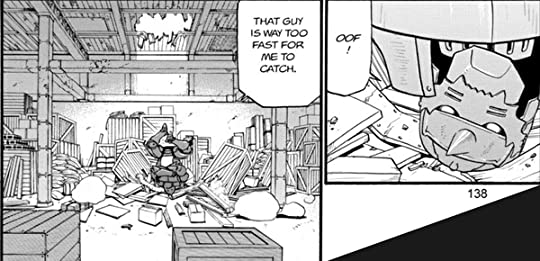 OOF
!
THAT GUY
IS WAY TOO
FAST FOR
ME TO
CATCH.
138